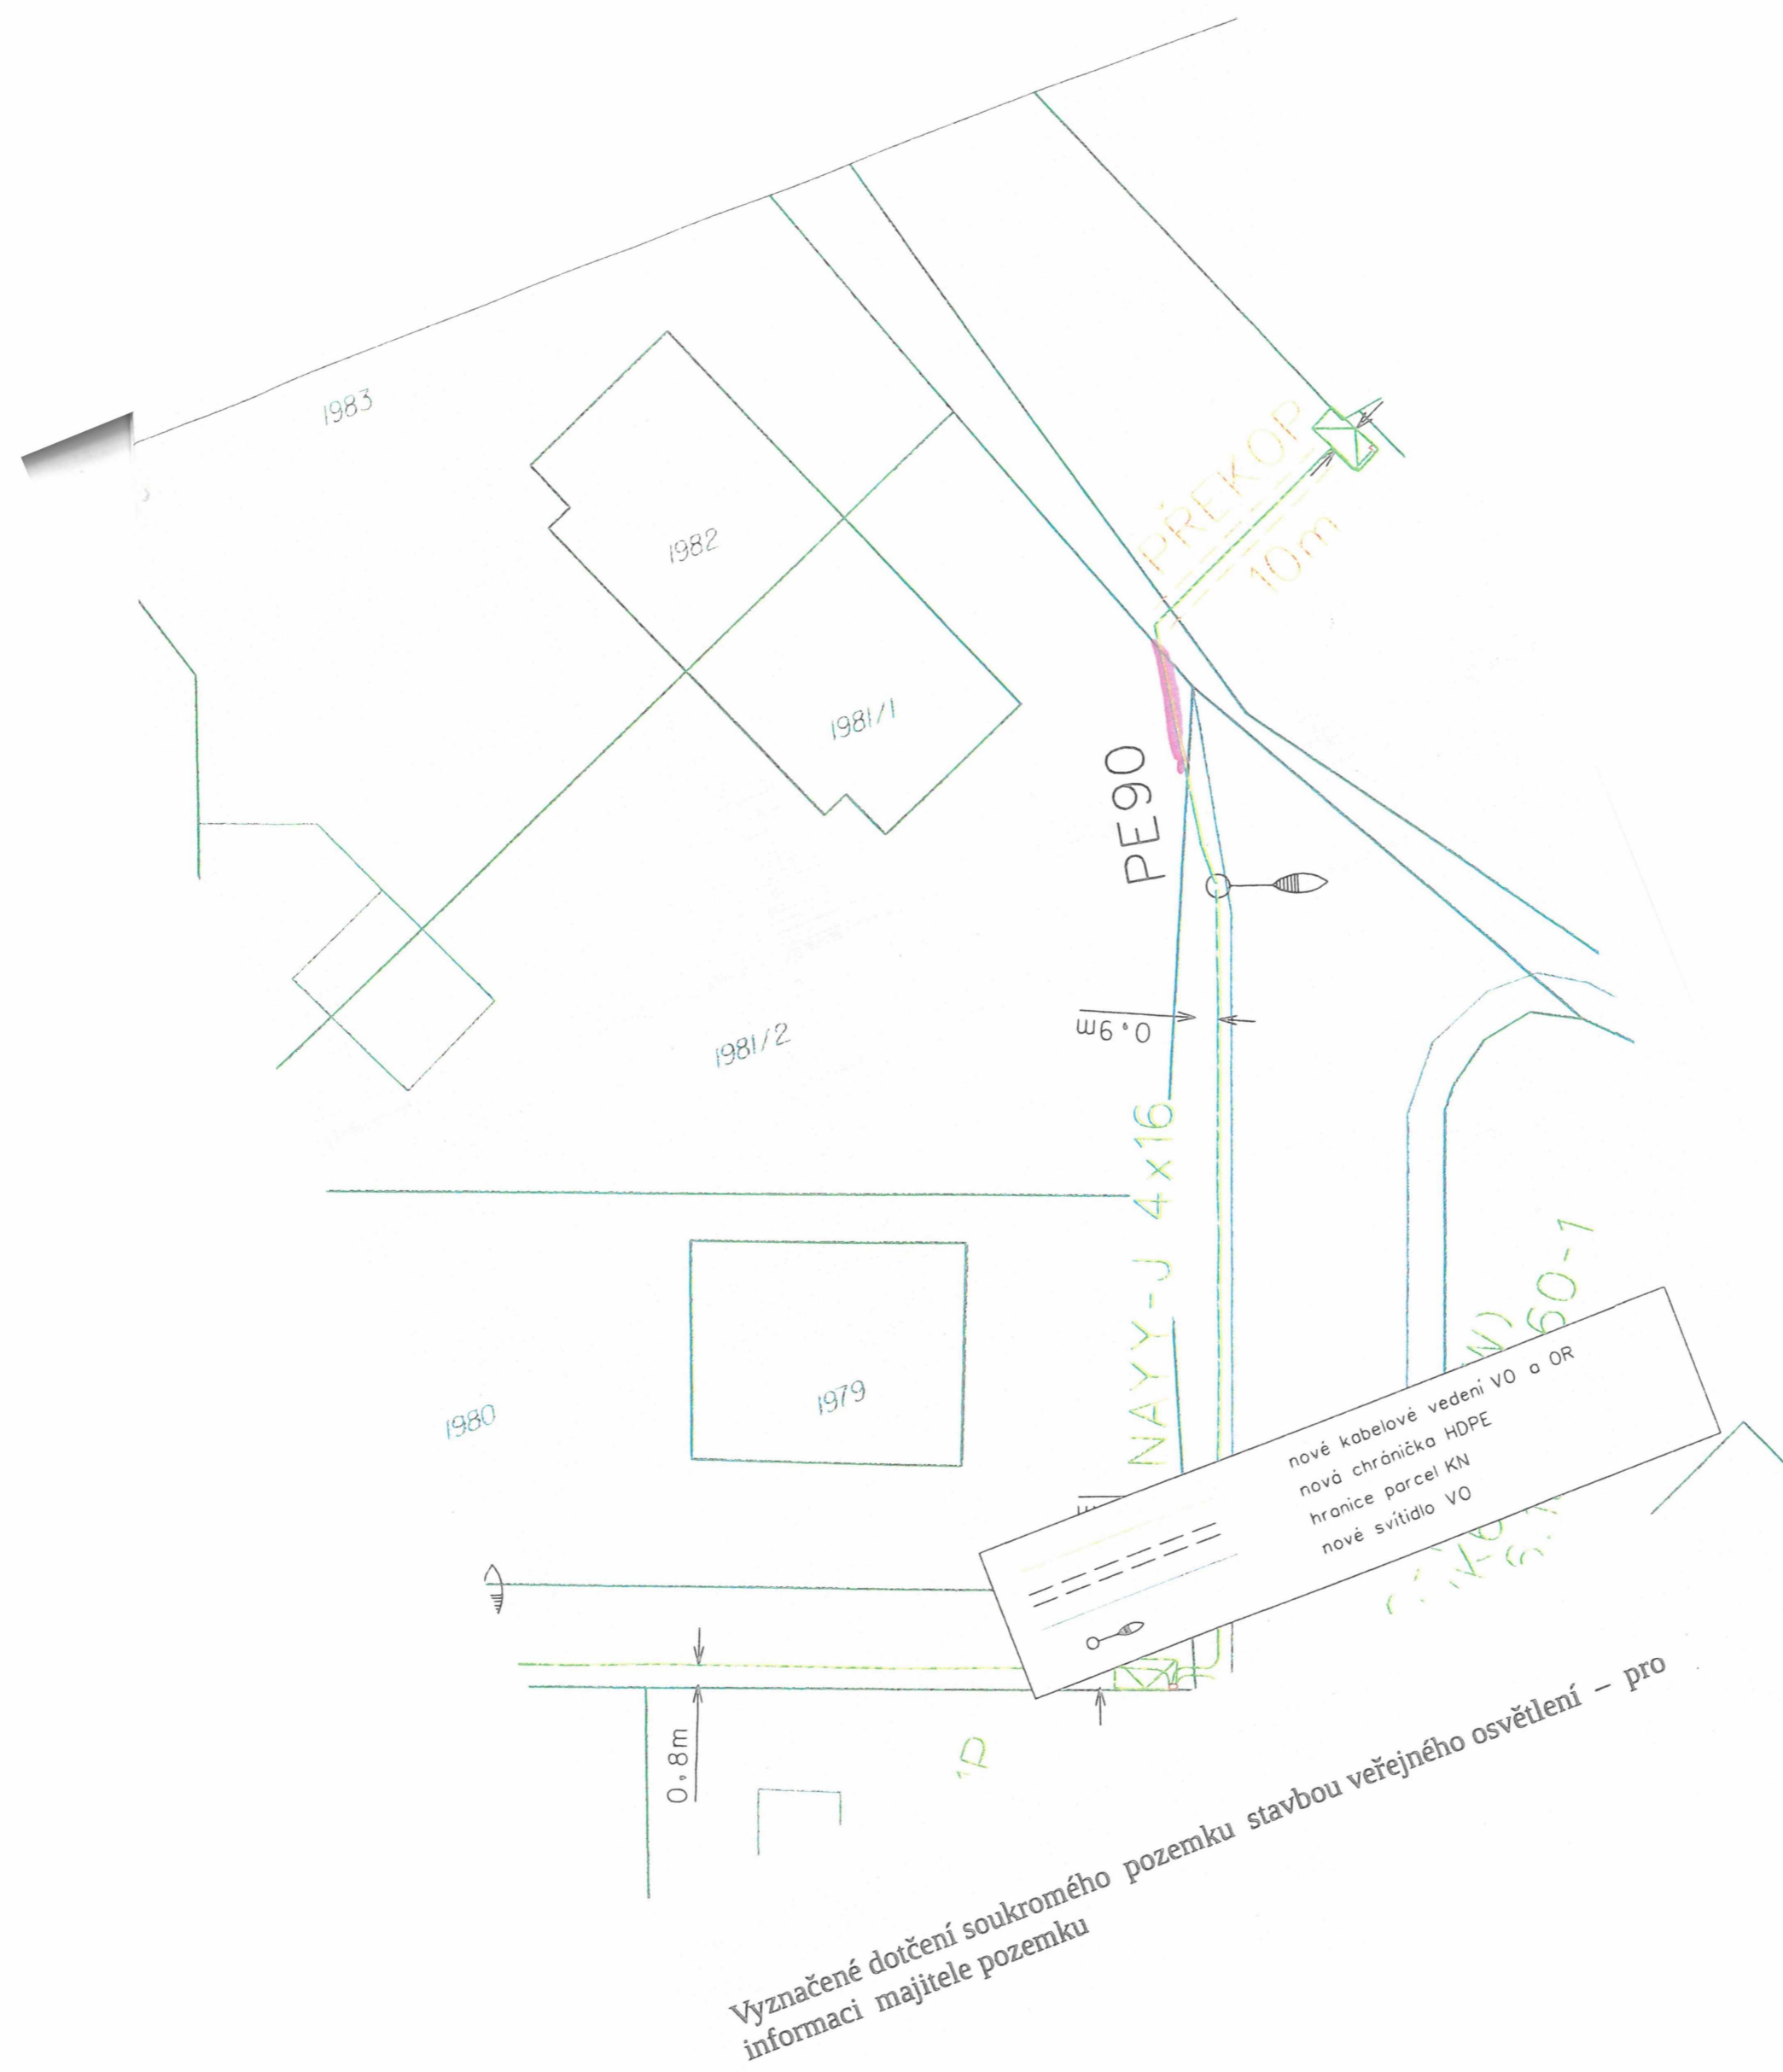 1983
PŘEKOP
10m
1982
1981/1
PE90
0.9m
1981/2
NAYY-J 4x16
1979
1980
60-1
nové kabelové vedení VO a OR
nová chránička HDPE
hranice parcel KN
nové svítidlo VO
0.8m
Vyznačené dotčení soukromého pozemku stavbou veřejného osvětlení – pro
informaci majitele pozemku